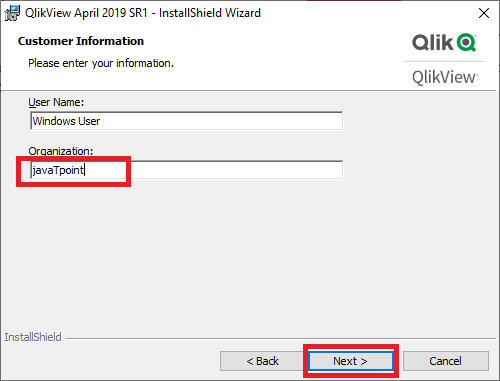 QlikView April 2019 SR1 - InstallShield Wizard
Customer Information
Please enter your information.
Qlik
QlikView
User Name:
Windows User
Organization:
javaTpoint
InstallShield
< Back
Next >
Cancel